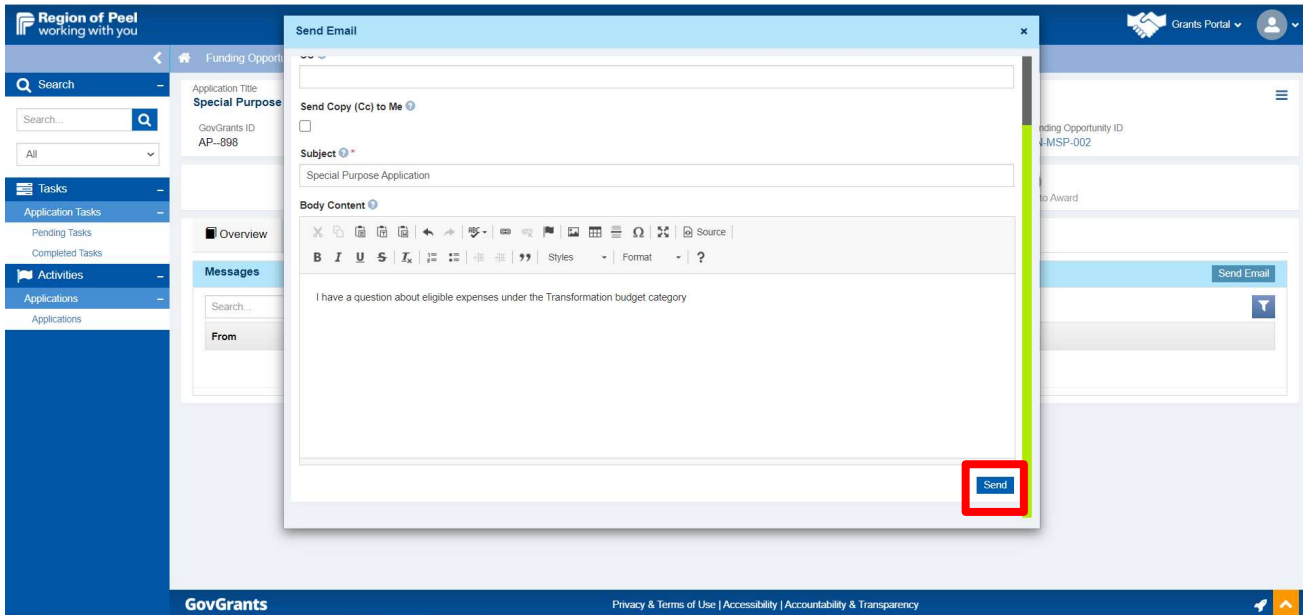 Region of Peel
working with you
Send Email
×
Grants Portal
Funding Opport
Search
Search...
All
Tasks
Application Tasks
Pending Tasks
Completed Tasks
Activities
Applications
Applications
Application Title
Special Purpose
GovGrants ID
AP--898
nding Opportunity ID
N-MSP-002
to Award
Overview
Messages
Send Email
Search...
From
Send Copy (Cc) to Me
Subject *
Special Purpose Application
Body Content
Source
B I U S Ix Styles Format ?
I have a question about eligible expenses under the Transformation budget category
Send
GovGrants
Privacy & Terms of Use | Accessibility | Accountability & Transparency